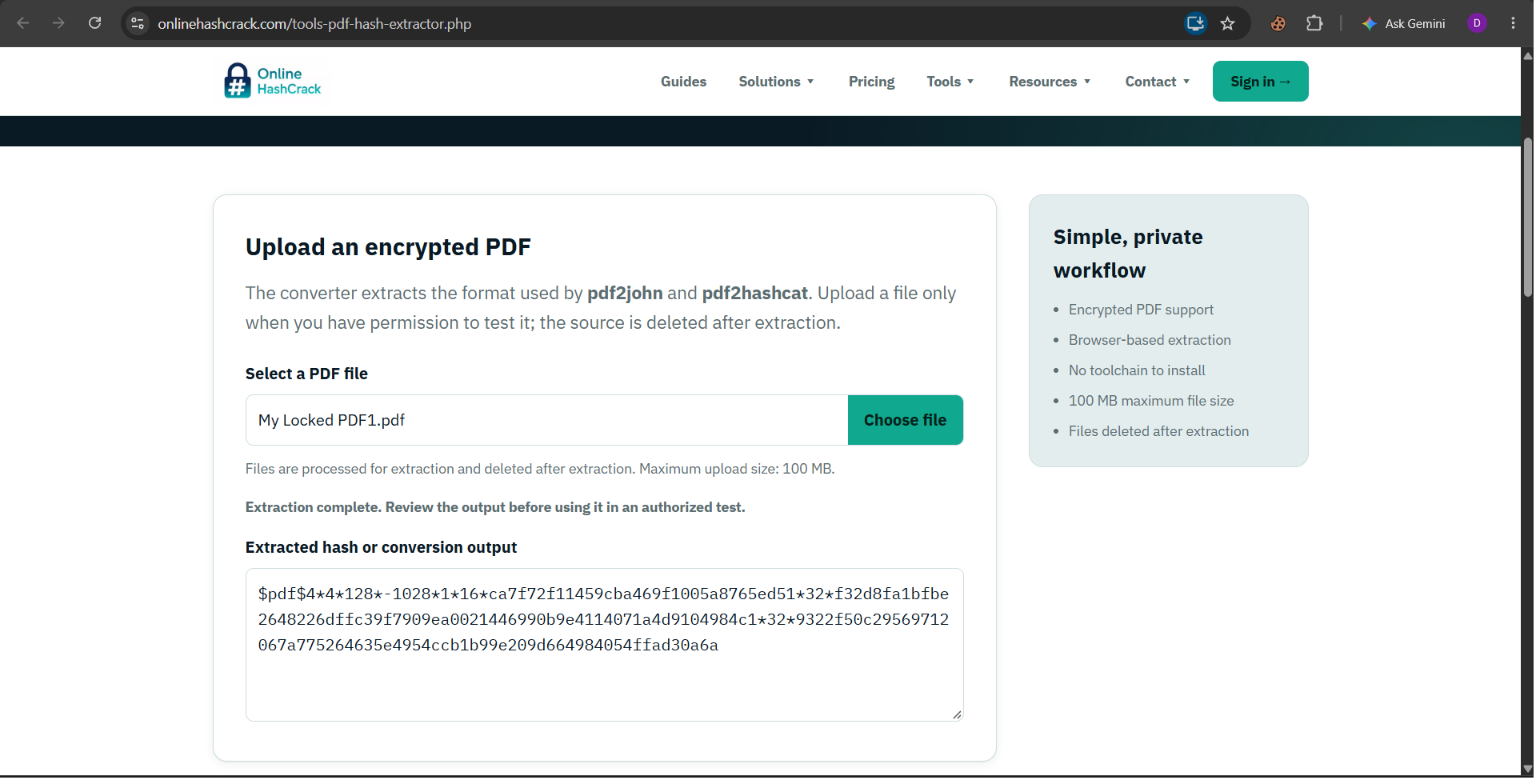 onlinehashcrack.com/tools-pdf-hash-extractor.php
Ask Gemini
D
#
Online
HashCrack
Guides
Solutions
Pricing
Tools
Resources
Contact
Sign in →
Upload an encrypted PDF
The converter extracts the format used by pdf2john and pdf2hashcat. Upload a file only
when you have permission to test it; the source is deleted after extraction.
Select a PDF file
My Locked PDF1.pdf
Choose file
Files are processed for extraction and deleted after extraction. Maximum upload size: 100 MB.
Extraction complete. Review the output before using it in an authorized test.
Extracted hash or conversion output
$pdf$4*4*128*-1028*1*16*ca7f72f11459cba469f1005a8765ed51*32*f32d8fa1bfbe
2648226dffc39f7909ea0021446990b9e4114071a4d9104984c1*32*9322f50c29569712
067a775264635e4954ccb1b99e209d664984054ffad30a6a
Simple, private
workflow
• Encrypted PDF support
• Browser-based extraction
• No toolchain to install
• 100 MB maximum file size
• Files deleted after extraction